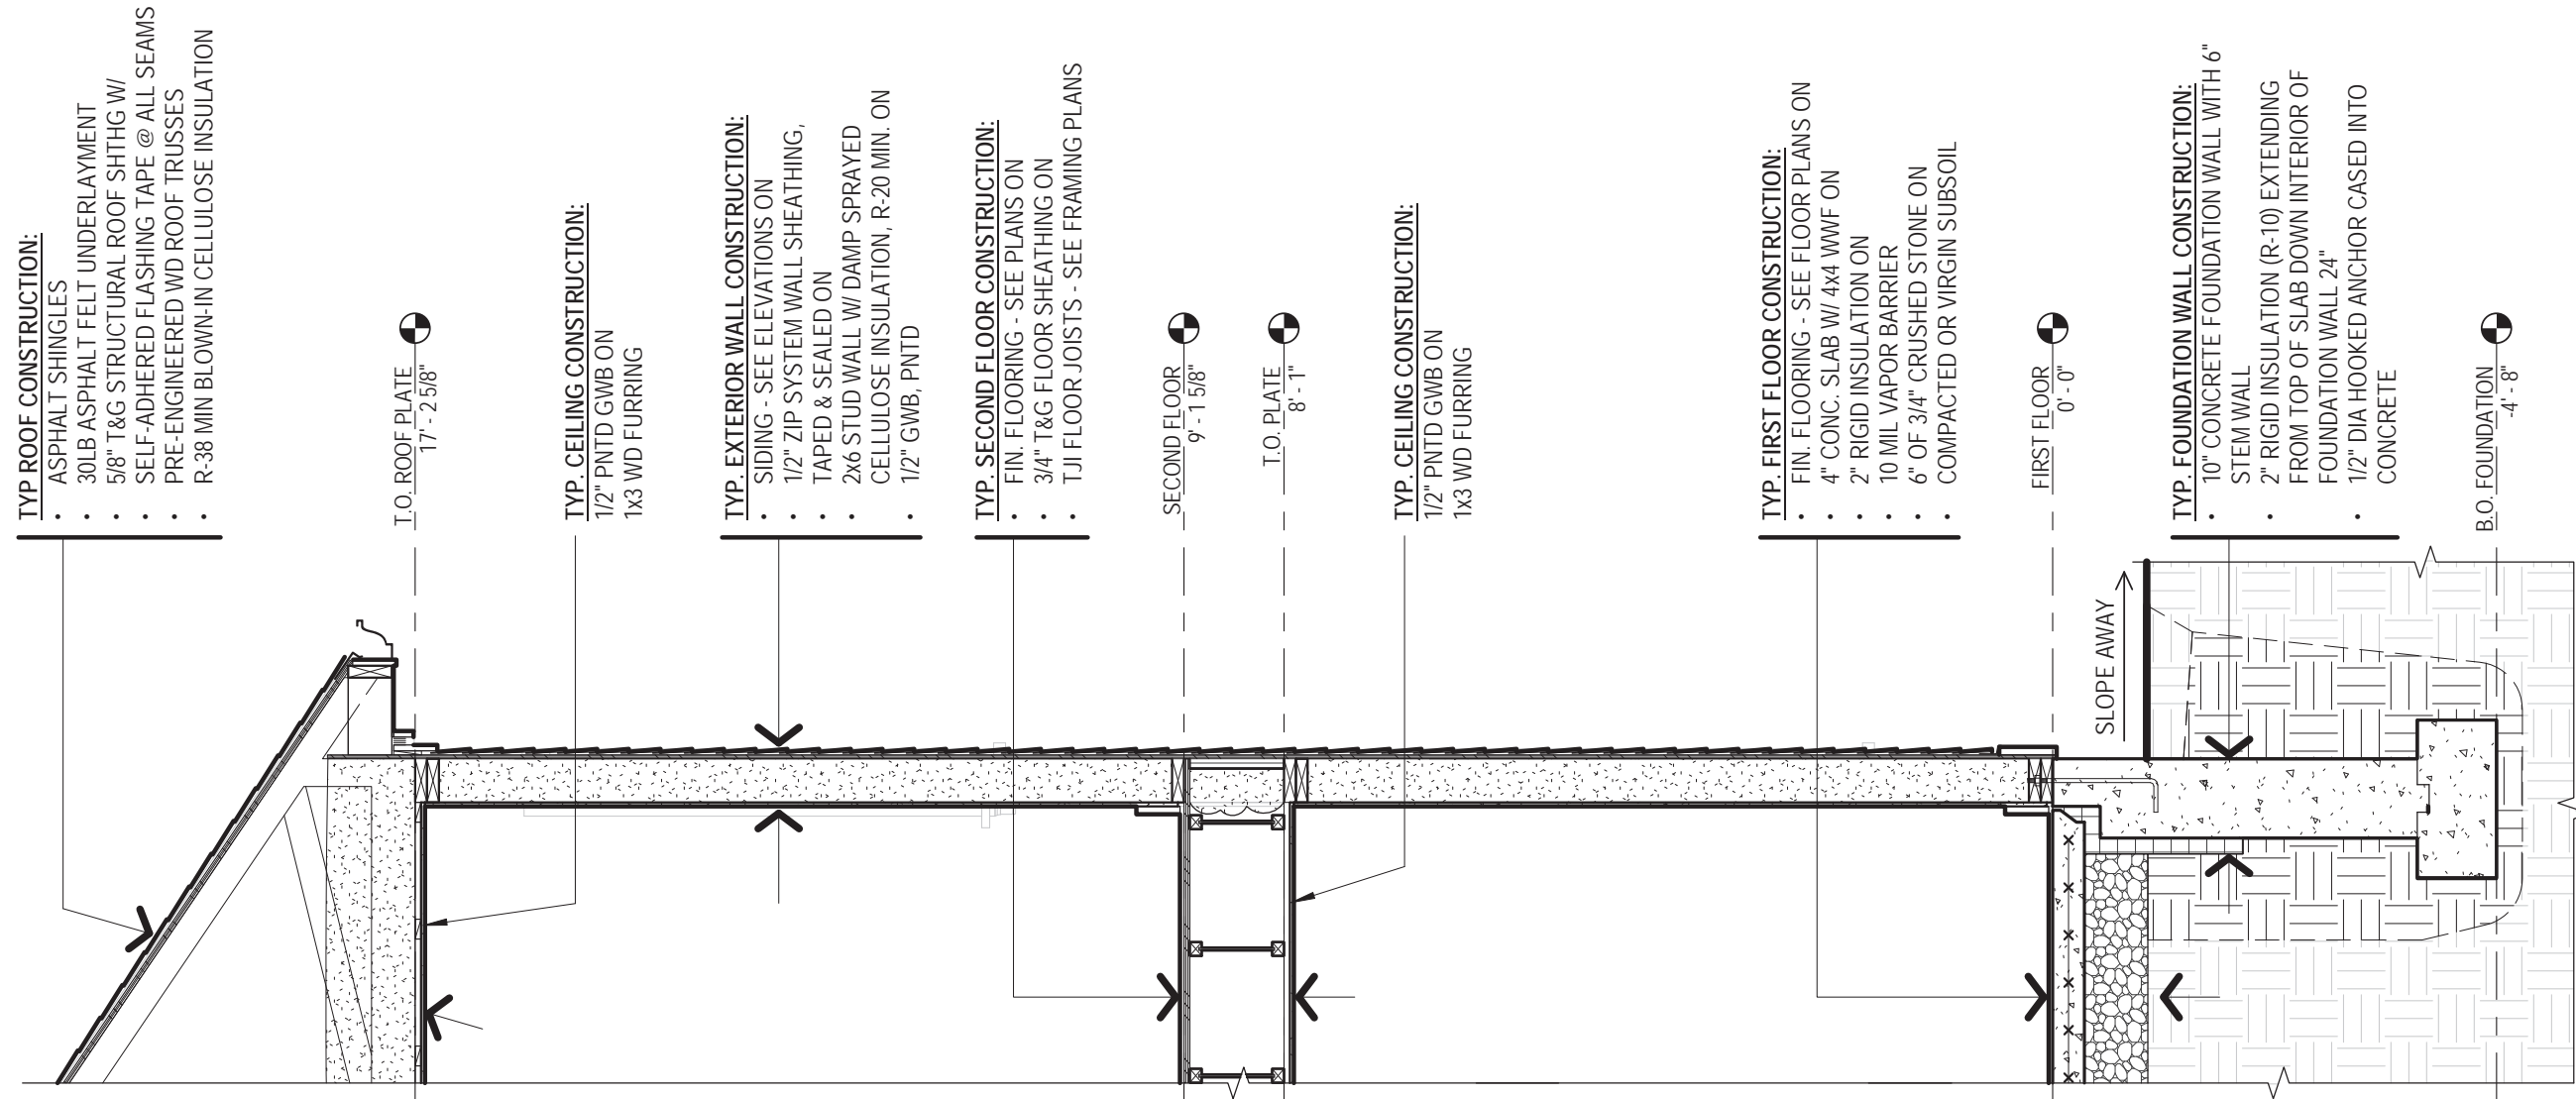 TYP ROOF CONSTRUCTION:
• ASPHALT SHINGLES
• 30LB ASPHALT FELT UNDERLAYMENT
• 5/8" T&G STRUCTURAL ROOF SHTHG W/
• SELF-ADHERED FLASHING TAPE @ ALL SEAMS
• PRE-ENGINEERED WD ROOF TRUSSES
• R-38 MIN BLOWN-IN CELLULOSE INSULATION
T.O. ROOF PLATE
17' - 2 5/8"
TYP. CEILING CONSTRUCTION:
1/2" PNTD GWB ON
1x3 WD FURRING
TYP. EXTERIOR WALL CONSTRUCTION:
• SIDING - SEE ELEVATIONS ON
• 1/2" ZIP SYSTEM WALL SHEATHING,
• TAPED & SEALED ON
• 2x6 STUD WALL W/ DAMP SPRAYED
CELLULOSE INSULATION, R-20 MIN. ON
• 1/2" GWB, PNTD
TYP. SECOND FLOOR CONSTRUCTION:
• FIN. FLOORING - SEE PLANS ON
• 3/4" T&G FLOOR SHEATHING ON
• TJI FLOOR JOISTS - SEE FRAMING PLANS
SECOND FLOOR
9' - 1 5/8"
T.O. PLATE
8' - 1"
TYP. CEILING CONSTRUCTION:
1/2" PNTD GWB ON
1x3 WD FURRING
TYP. FIRST FLOOR CONSTRUCTION:
• FIN. FLOORING - SEE FLOOR PLANS ON
• 4" CONC. SLAB W/ 4x4 WWF ON
• 2" RIGID INSULATION ON
• 10 MIL VAPOR BARRIER
• 6" OF 3/4" CRUSHED STONE ON
• COMPACTED OR VIRGIN SUBSOIL
FIRST FLOOR
0' - 0"
SLOPE AWAY
TYP. FOUNDATION WALL CONSTRUCTION:
• 10" CONCRETE FOUNDATION WALL WITH 6"
STEM WALL
• 2" RIGID INSULATION (R-10) EXTENDING
FROM TOP OF SLAB DOWN INTERIOR OF
FOUNDATION WALL 24"
• 1/2" DIA HOOKED ANCHOR CASED INTO
CONCRETE
B.O. FOUNDATION
-4' - 8"